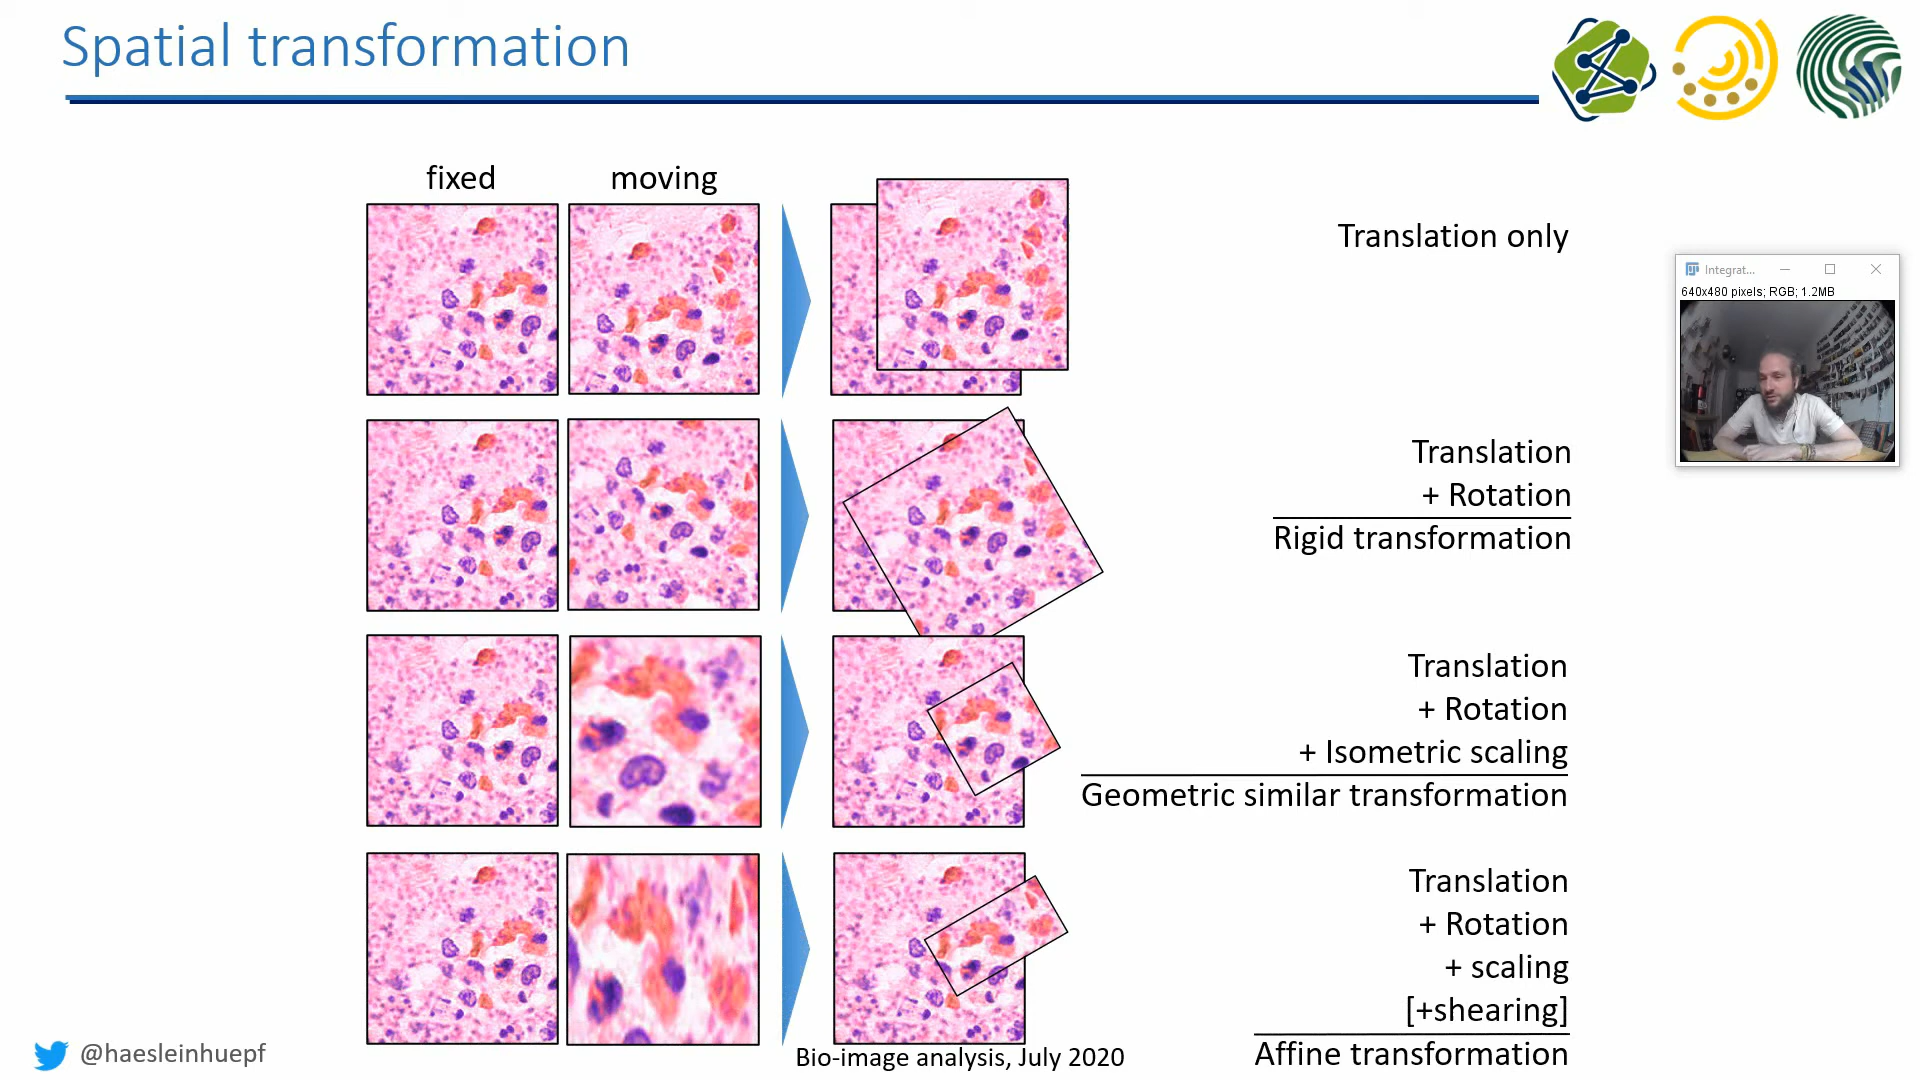 Spatial transformation
fixed
moving
Translation only
Integrat...
640x480 pixels; RGB; 1.2MB
Translation
+ Rotation
Rigid transformation
Translation
+ Rotation
+ Isometric scaling
Geometric similar transformation
Translation
+ Rotation
+ scaling
[+shearing]
Affine transformation
@haesleinhuepf
Bio-image analysis, July 2020